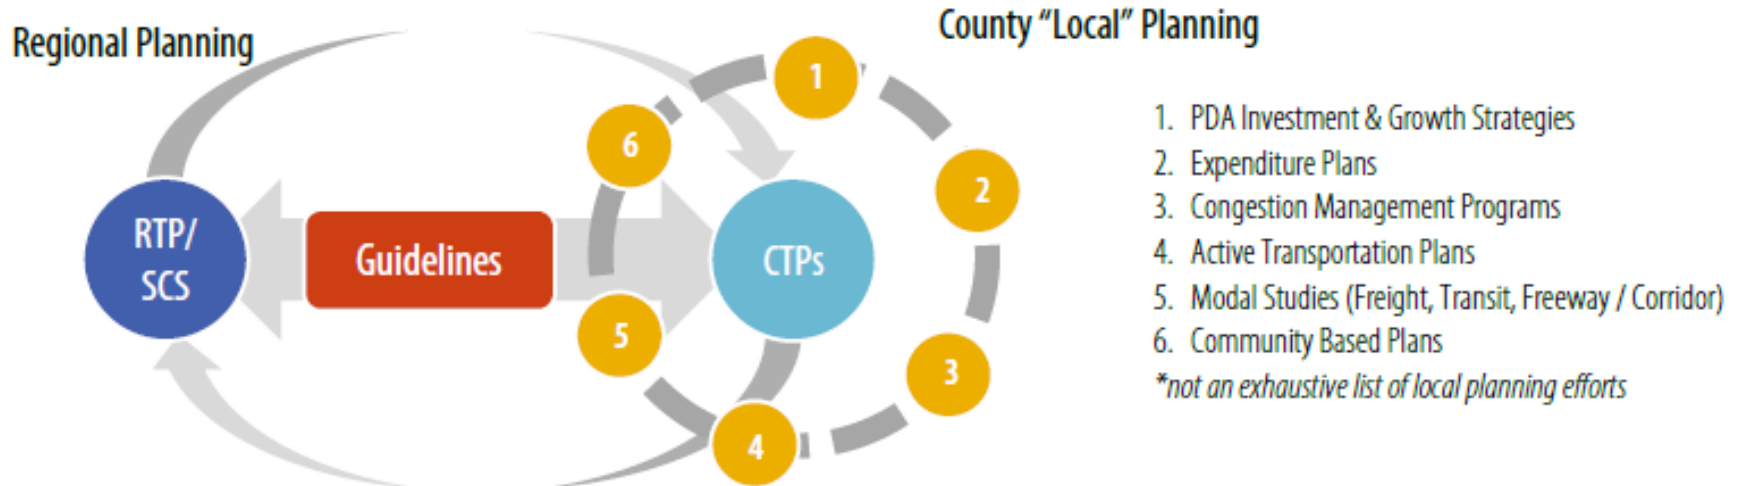 Regional Planning
County “Local” Planning
RTP/
SCS
Guidelines
CTPs
1
2
3
4
5
6
1. PDA Investment & Growth Strategies
2. Expenditure Plans
3. Congestion Management Programs
4. Active Transportation Plans
5. Modal Studies (Freight, Transit, Freeway / Corridor)
6. Community Based Plans
*not an exhaustive list of local planning efforts